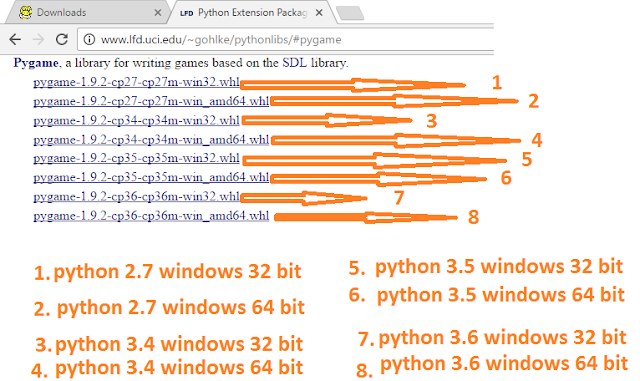 Downloads
LFD Python Extension Packag
www.lfd.uci.edu/~gohlke/pythonlibs/#pygame
Pygame, a library for writing games based on the SDL library.
pygame-1.9.2-cp27-cp27m-win32.whl 1
pygame-1.9.2-cp27-cp27m-win_amd64.whl 2
pygame-1.9.2-cp34-cp34m-win32.whl 3
pygame-1.9.2-cp34-cp34m-win_amd64.whl 4
pygame-1.9.2-cp35-cp35m-win32.whl 5
pygame-1.9.2-cp35-cp35m-win_amd64.whl 6
pygame-1.9.2-cp36-cp36m-win32.whl 7
pygame-1.9.2-cp36-cp36m-win_amd64.whl 8
1. python 2.7 windows 32 bit
2. python 2.7 windows 64 bit
3. python 3.4 windows 32 bit
4. python 3.4 windows 64 bit
5. python 3.5 windows 32 bit
6. python 3.5 windows 64 bit
7. python 3.6 windows 32 bit
8. python 3.6 windows 64 bit